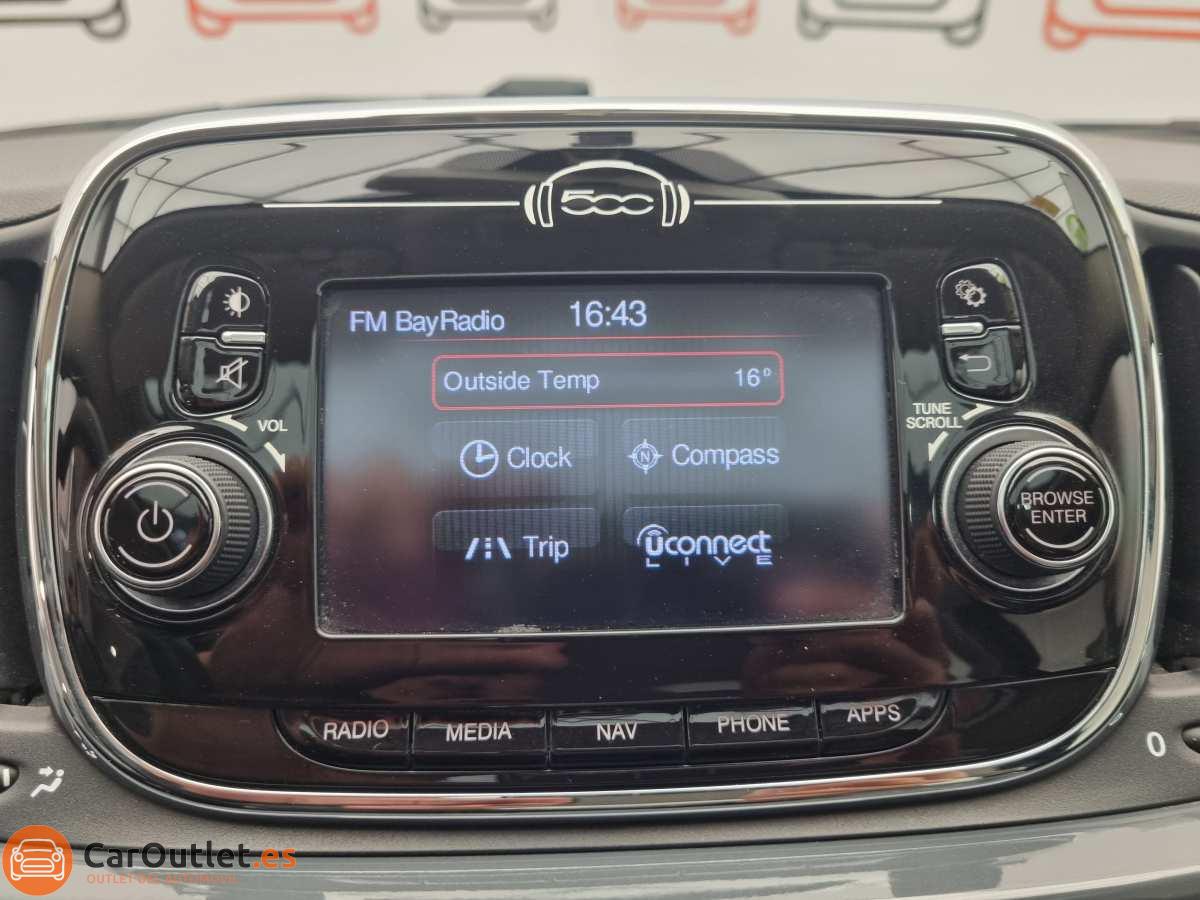 500
FM BayRadio 16:43
Outside Temp 16°
Clock
N
Compass
Trip
uconnect
LIVE
VOL
TUNE
SCROLL
BROWSE
ENTER
RADIO
MEDIA
NAV
PHONE
APPS
0
CarOutlet.es
OUTLET DEL AUTOMOVIL